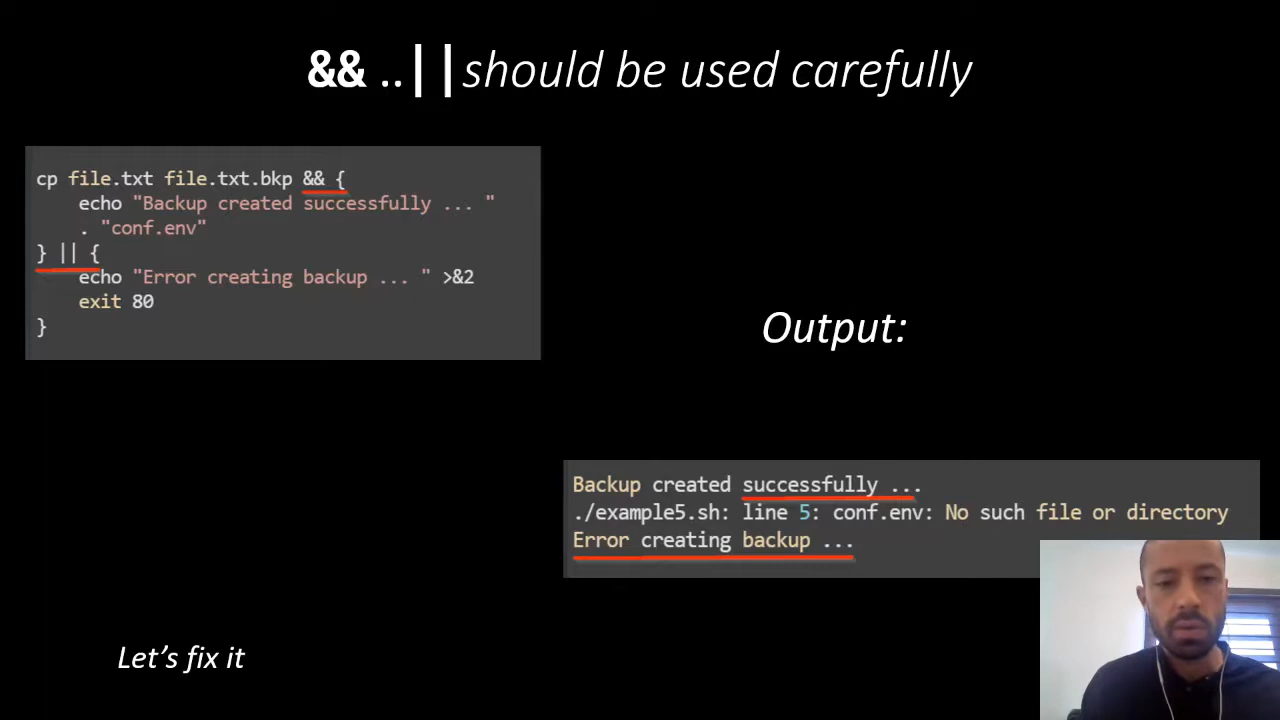 && ..||should be used carefully
cp file.txt file.txt.bkp && {
    echo "Backup created successfully ... "
    . "conf.env"
} || {
    echo "Error creating backup ... " >&2
    exit 80
}
Output:
Backup created successfully ...
./example5.sh: line 5: conf.env: No such file or directory
Error creating backup ...
Let’s fix it